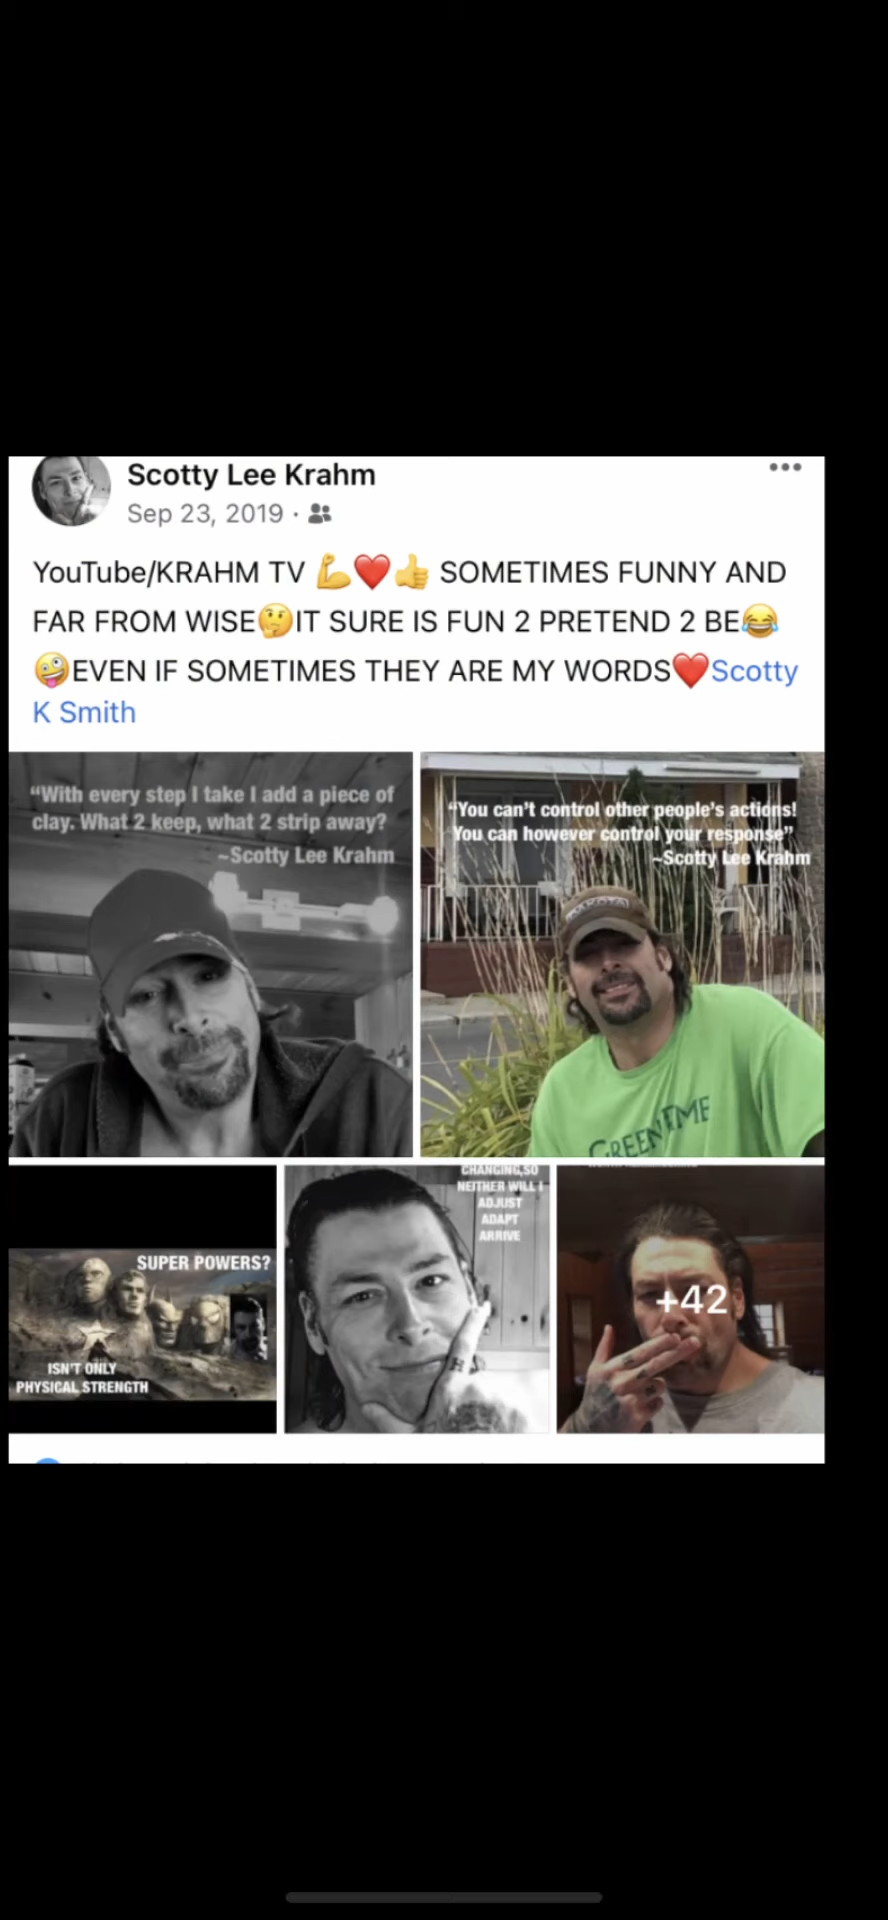 Scotty Lee Krahm
Sep 23, 2019 ·
YouTube/KRAHM TV 💪❤️👍 SOMETIMES FUNNY AND
FAR FROM WISE🤔IT SURE IS FUN 2 PRETEND 2 BE😂
🤪EVEN IF SOMETIMES THEY ARE MY WORDS❤️Scotty
K Smith
“With every step I take I add a piece of
clay. What 2 keep, what 2 strip away?
~Scotty Lee Krahm
“You can’t control other people’s actions!
You can however control your response”
~Scotty Lee Krahm
GREEN TIME
SUPER POWERS?
ISN'T ONLY
PHYSICAL STRENGTH
CHANGING,SO
NEITHER WILL I
ADJUST
ADAPT
ARRIVE
+42